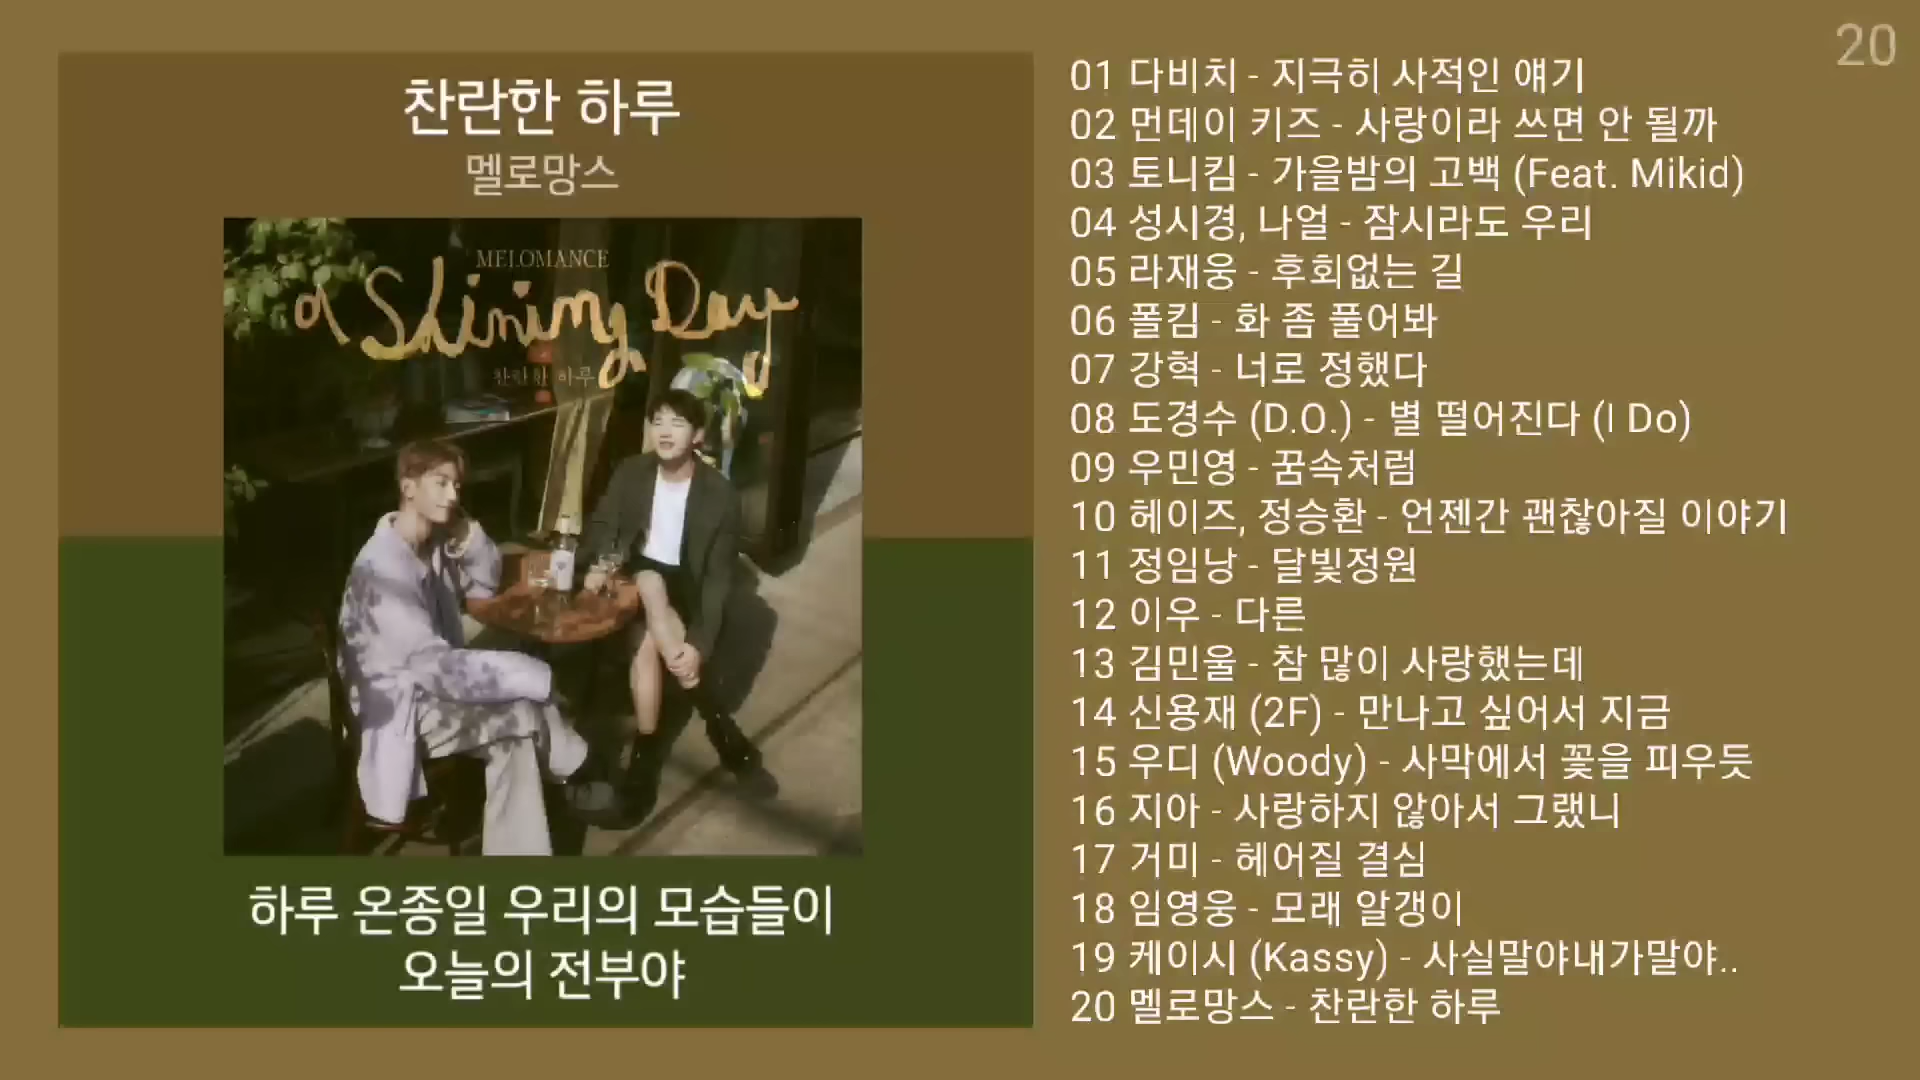 찬란한 하루
멜로망스
MELOMANCE
a Shining Day
찬란한 하루
하루 온종일 우리의 모습들이
오늘의 전부야
20
01 다비치 - 지극히 사적인 얘기
02 먼데이 키즈 - 사랑이라 쓰면 안 될까
03 토니킴 - 가을밤의 고백 (Feat. Mikid)
04 성시경, 나얼 - 잠시라도 우리
05 라재웅 - 후회없는 길
06 폴킴 - 화 좀 풀어봐
07 강혁 - 너로 정했다
08 도경수 (D.O.) - 별 떨어진다 (I Do)
09 우민영 - 꿈속처럼
10 헤이즈, 정승환 - 언젠간 괜찮아질 이야기
11 정임낭 - 달빛정원
12 이우 - 다른
13 김민울 - 참 많이 사랑했는데
14 신용재 (2F) - 만나고 싶어서 지금
15 우디 (Woody) - 사막에서 꽃을 피우듯
16 지아 - 사랑하지 않아서 그랬니
17 거미 - 헤어질 결심
18 임영웅 - 모래 알갱이
19 케이시 (Kassy) - 사실말야내가말야..
20 멜로망스 - 찬란한 하루